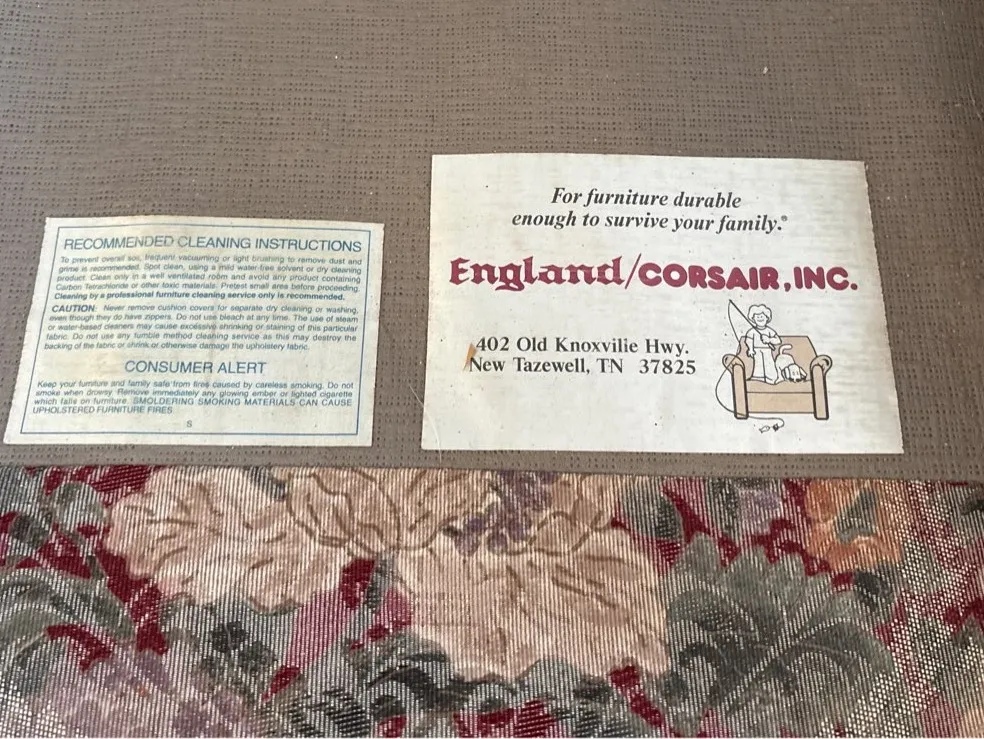 RECOMMENDED CLEANING INSTRUCTIONS
To prevent overall soil, frequent vacuuming or light brushing to remove dust and
grime is recommended. Spot clean, using a mild water-free solvent or dry cleaning
product. Clean only in a well ventilated room and avoid any product containing
Carbon Tetrachloride or other toxic materials. Pretest small area before proceeding.
Cleaning by a professional furniture cleaning service only is recommended.
CAUTION: Never remove cushion covers for separate dry cleaning or washing,
even though they do have zippers. Do not use bleach at any time. The use of steam
or water-based cleaners may cause excessive shrinking or staining of this particular
fabric. Do not use any tumble method cleaning service as this may destroy the
backing of the fabric or shrink or otherwise damage the upholstery fabric.
CONSUMER ALERT
Keep your furniture and family safe from fires caused by careless smoking. Do not
smoke when drowsy. Remove immediately any glowing ember or lighted cigarette
which falls on furniture. SMOLDERING SMOKING MATERIALS CAN CAUSE
UPHOLSTERED FURNITURE FIRES
S
For furniture durable
enough to survive your family.®
England/CORSAIR, INC.
402 Old Knoxville Hwy.
New Tazewell, TN 37825